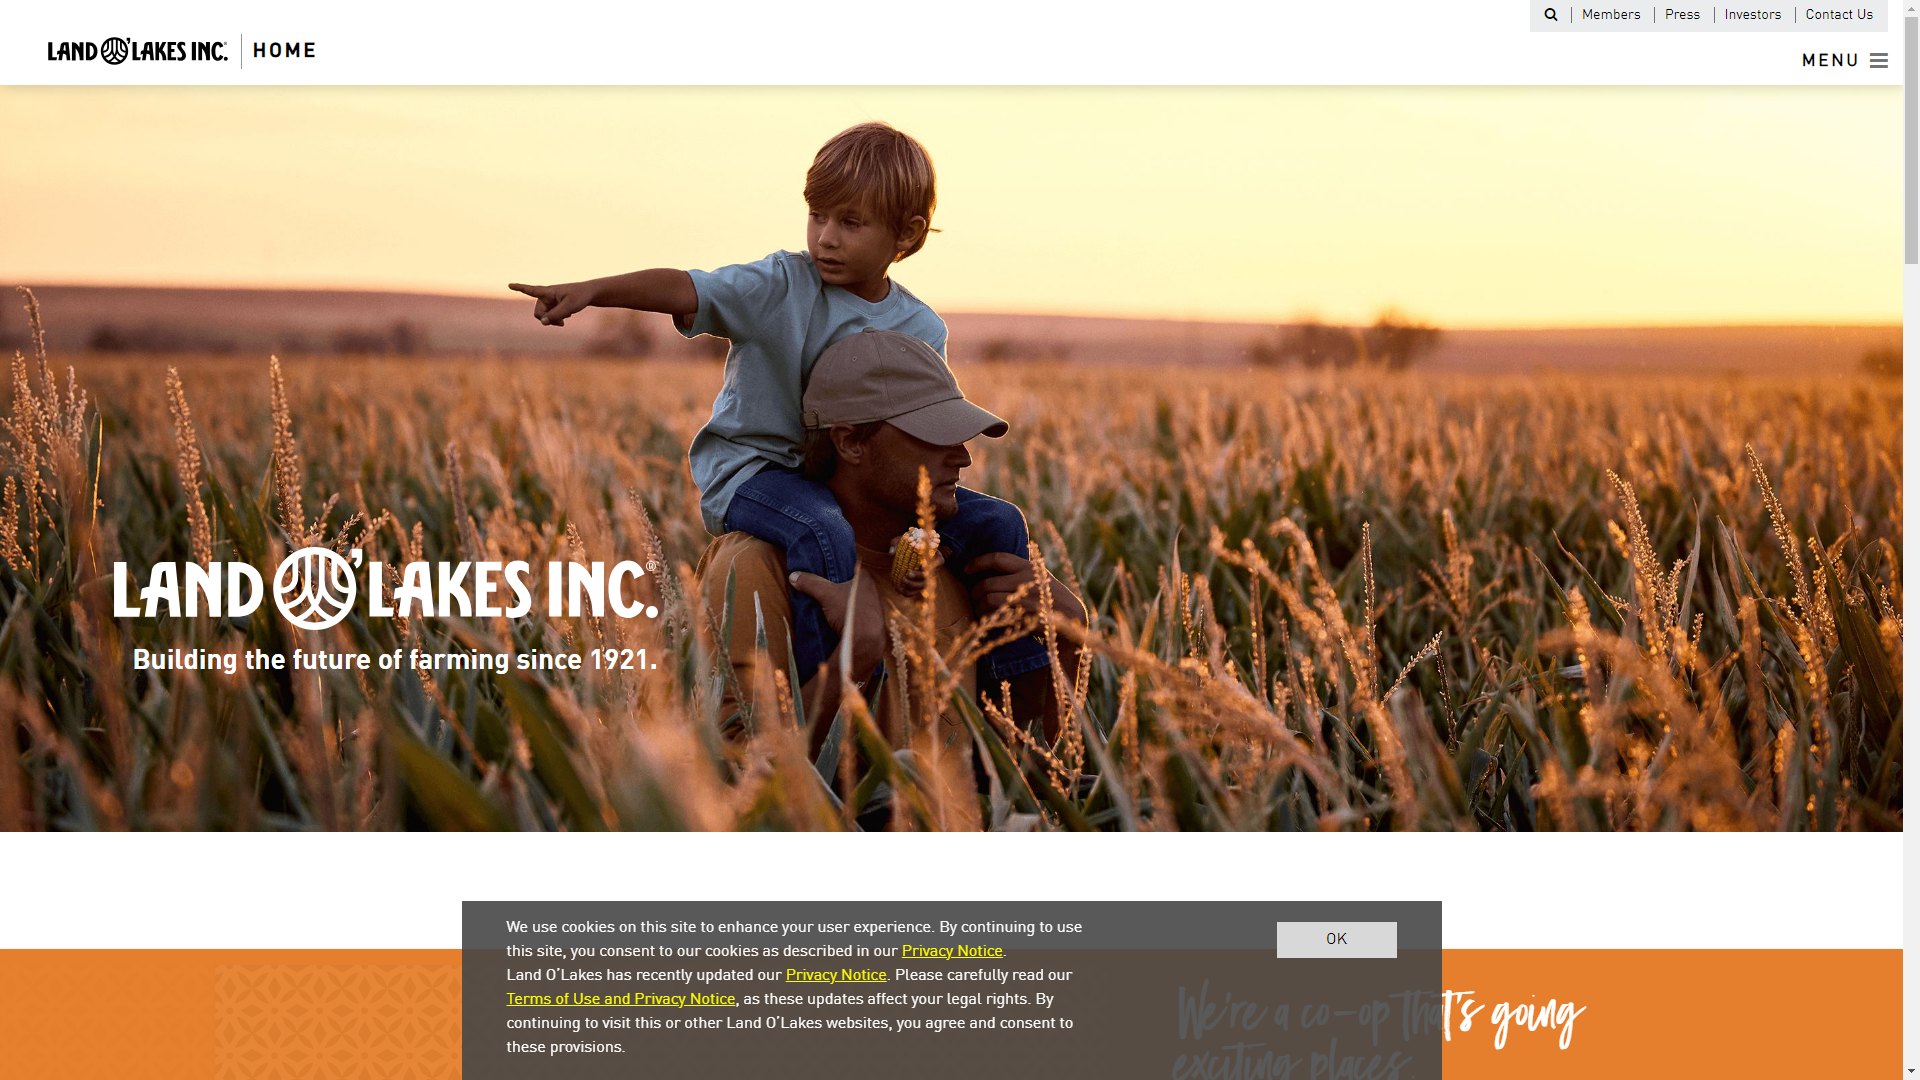 Members
Press
Investors
Contact Us
LAND O'LAKES INC.
HOME
MENU
LAND O'LAKES INC.®
Building the future of farming since 1921.
We use cookies on this site to enhance your user experience. By continuing to use
this site, you consent to our cookies as described in our Privacy Notice.
Land O'Lakes has recently updated our Privacy Notice. Please carefully read our
Terms of Use and Privacy Notice, as these updates affect your legal rights. By
continuing to visit this or other Land O'Lakes websites, you agree and consent to
these provisions.
OK
We're a co-op that's going
exciting places.